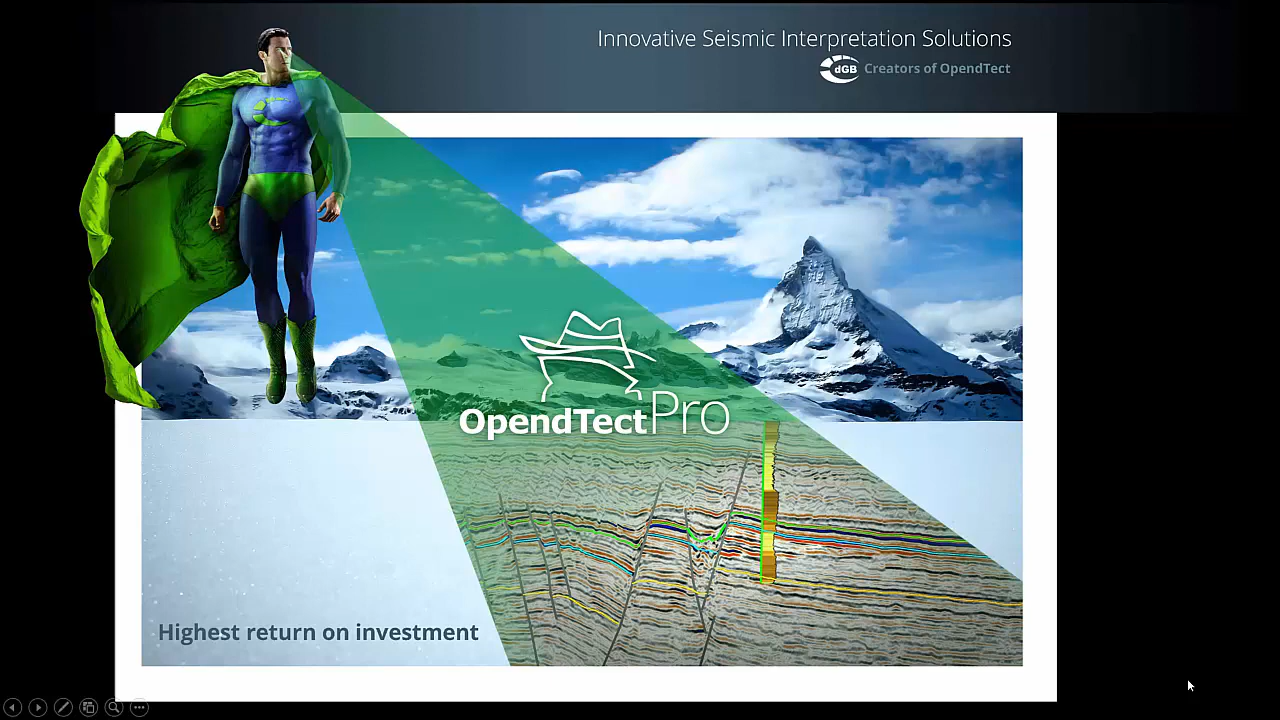 Innovative Seismic Interpretation Solutions
dGB Creators of OpendTect
OpendTect Pro
Highest return on investment